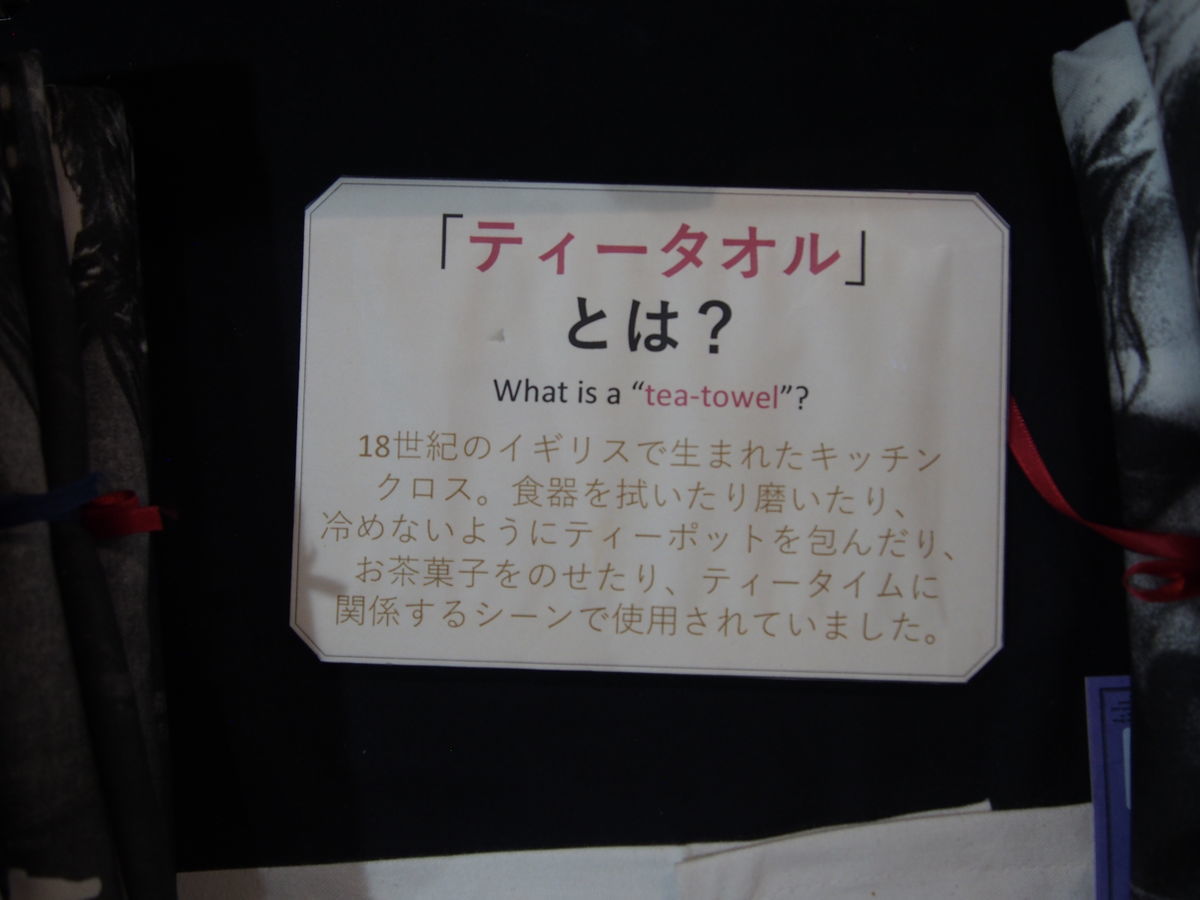 「ティータオル」
とは？
What is a “tea-towel”?
18世紀のイギリスで生まれたキッチン
クロス。食器を拭いたり磨いたり、
冷めないようにティーポットを包んだり、
お茶菓子をのせたり、ティータイムに
関係するシーンで使用されていました。